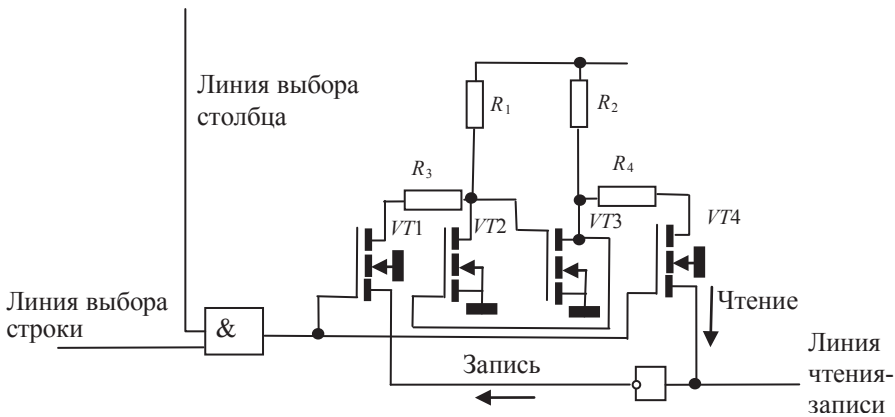 Линия выбора
столбца
R1
R2
R3
R4
VT1
VT2
VT3
VT4
Линия выбора
строки
&
Чтение
Запись
Линия
чтения-
записи